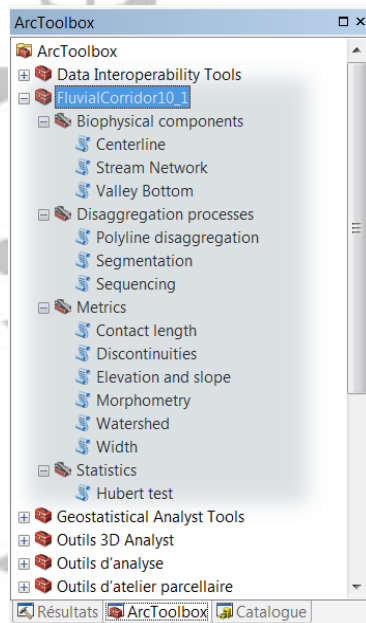 ArcToolbox
ArcToolbox
Data Interoperability Tools
FluvialCorridor10_1
Biophysical components
Centerline
Stream Network
Valley Bottom
Disaggregation processes
Polyline disaggregation
Segmentation
Sequencing
Metrics
Contact length
Discontinuities
Elevation and slope
Morphometry
Watershed
Width
Statistics
Hubert test
Geostatistical Analyst Tools
Outils 3D Analyst
Outils d'analyse
Outils d'atelier parcellaire
Résultats ArcToolbox Catalogue